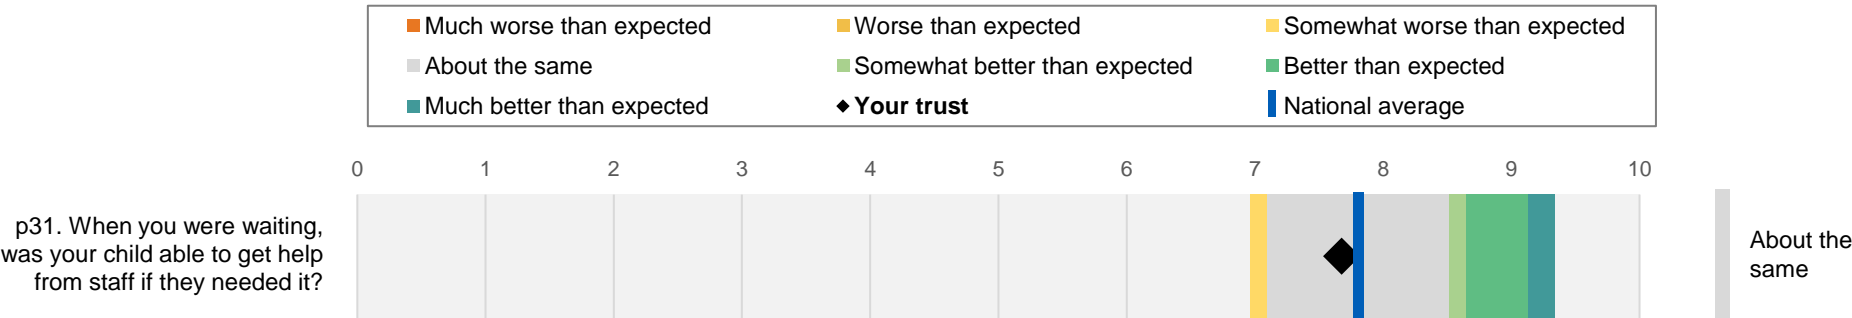 Much worse than expected
Worse than expected
Somewhat worse than expected
About the same
Somewhat better than expected
Better than expected
Much better than expected
Your trust
National average
0 1 2 3 4 5 6 7 8 9 10
p31. When you were waiting,
was your child able to get help
from staff if they needed it?
About the
same